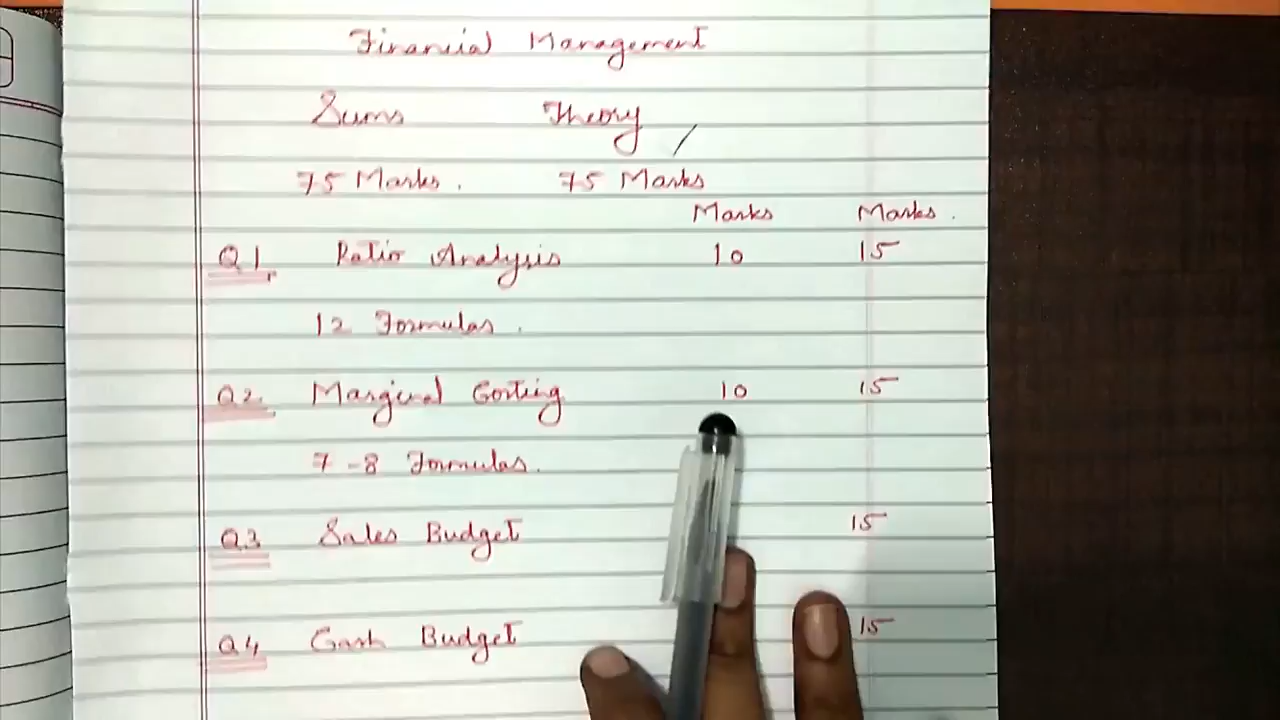 Financial Management
Sums Theory
75 Marks. 75 Marks
Marks Marks.
Q1. Ratio Analysis 10 15
12 Formulas.
Q2. Marginal Costing 10 15
7-8 Formulas.
Q3 Sales Budget 15
Q4 Cash Budget 15